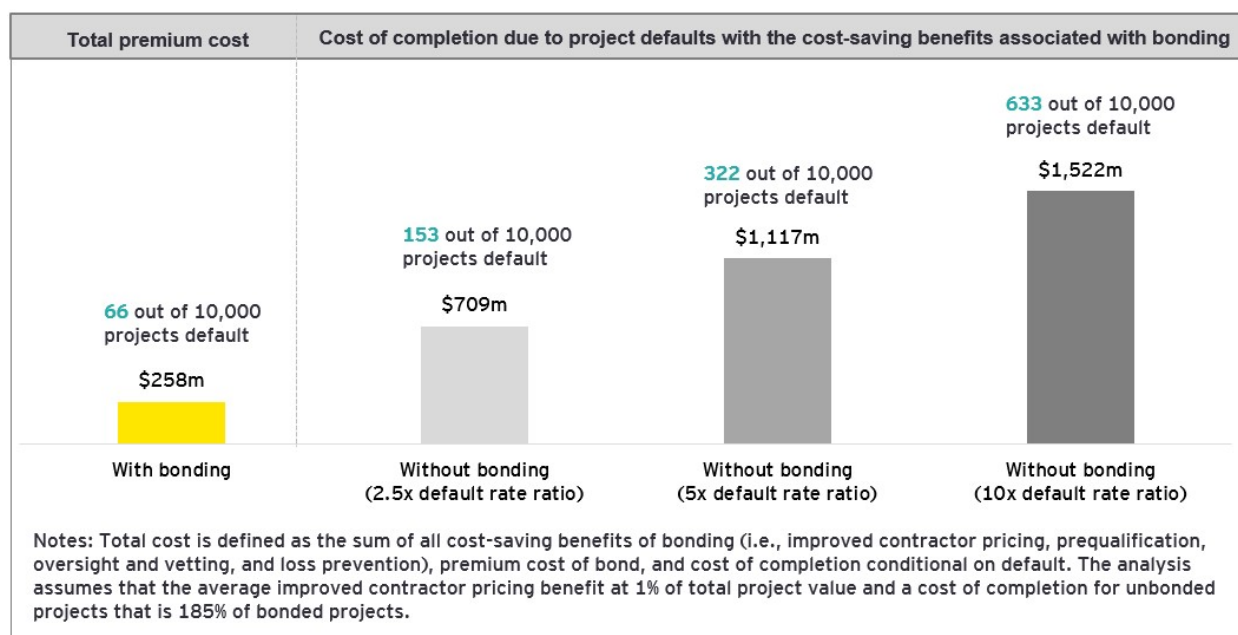 Total premium cost
Cost of completion due to project defaults with the cost-saving benefits associated with bonding
66 out of 10,000
projects default
$258m
With bonding
153 out of 10,000
projects default
$709m
Without bonding
(2.5x default rate ratio)
322 out of 10,000
projects default
$1,117m
Without bonding
(5x default rate ratio)
633 out of 10,000
projects default
$1,522m
Without bonding
(10x default rate ratio)
Notes: Total cost is defined as the sum of all cost-saving benefits of bonding (i.e., improved contractor pricing, prequalification,
oversight and vetting, and loss prevention), premium cost of bond, and cost of completion conditional on default. The analysis
assumes that the average improved contractor pricing benefit at 1% of total project value and a cost of completion for unbonded
projects that is 185% of bonded projects.